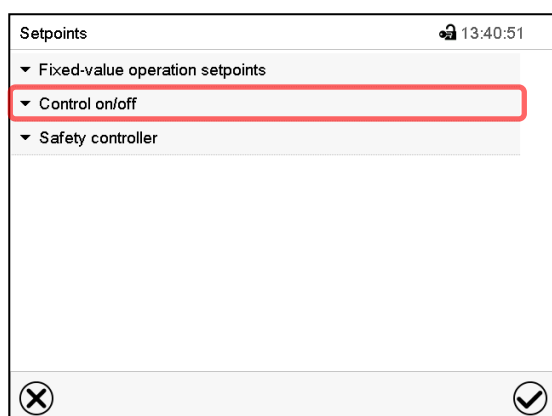 Setpoints 13:40:51
Fixed-value operation setpoints
Control on/off
Safety controller